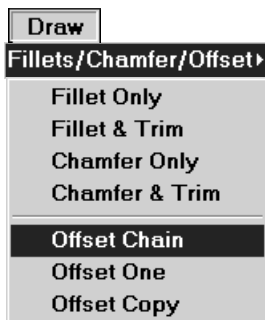 Draw
Fillets/Chamfer/Offset
Fillet Only
Fillet & Trim
Chamfer Only
Chamfer & Trim
Offset Chain
Offset One
Offset Copy